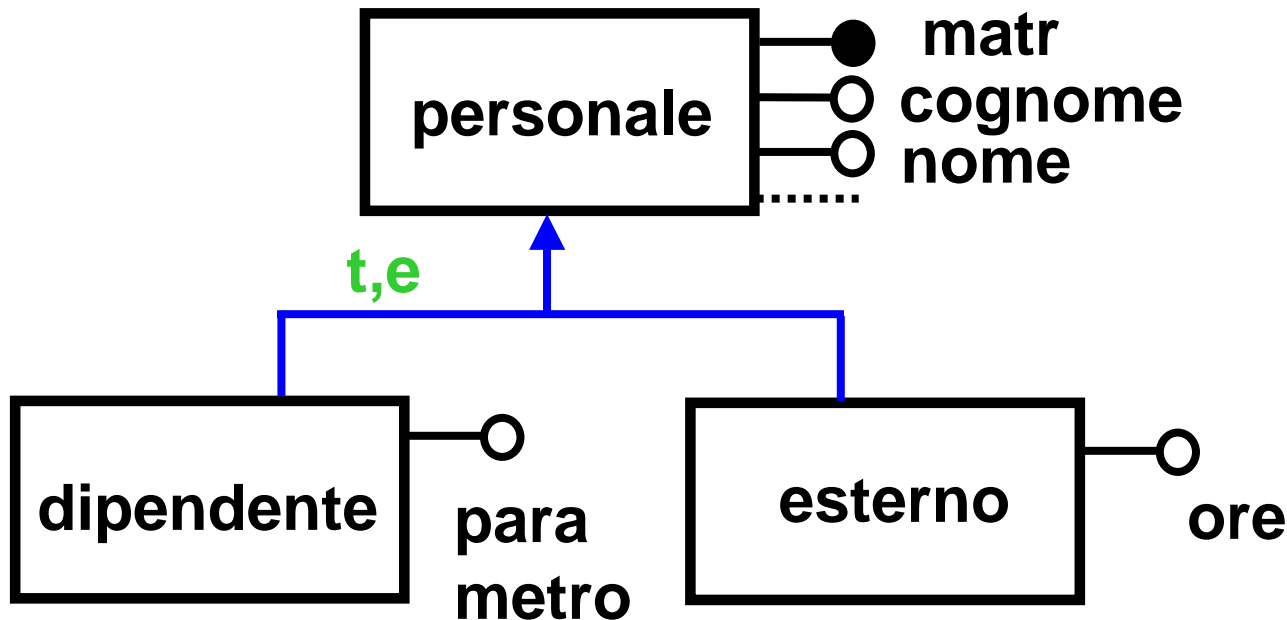 matr
personale
cognome
nome
t,e
dipendente
para
metro
esterno
ore